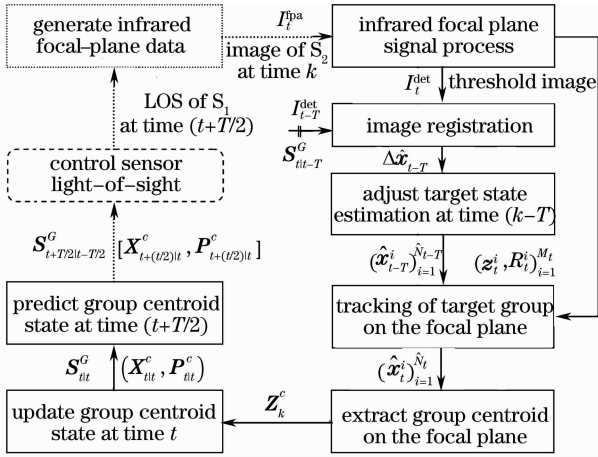 generate infrared
focal-plane data
I_t^fpa
image of S_2
at time k
infrared focal plane
signal process
I_t^det
threshold image
LOS of S_1
at time (t+T/2)
I_{t-T}^det
S_{t|t-T}^G
image registration
Δx̂_{t-T}
control sensor
light-of-sight
adjust target state
estimation at time (k-T)
S_{t+T/2|t-T/2}^G
[X_{t+(t/2)|t}^c, P_{t+(t/2)|t}^c]
(x̂_{t-T}^i)_{i=1}^{N̂_{t-T}}
(z_t^i, R_t^i)_{i=1}^{M_t}
predict group centroid
state at time (t+T/2)
tracking of target group
on the focal plane
S_{t|t}^G
(X_{t|t}^c, P_{t|t}^c)
(x̂_t^i)_{i=1}^{N̂_t}
update group centroid
state at time t
Z_k^c
extract group centroid
on the focal plane